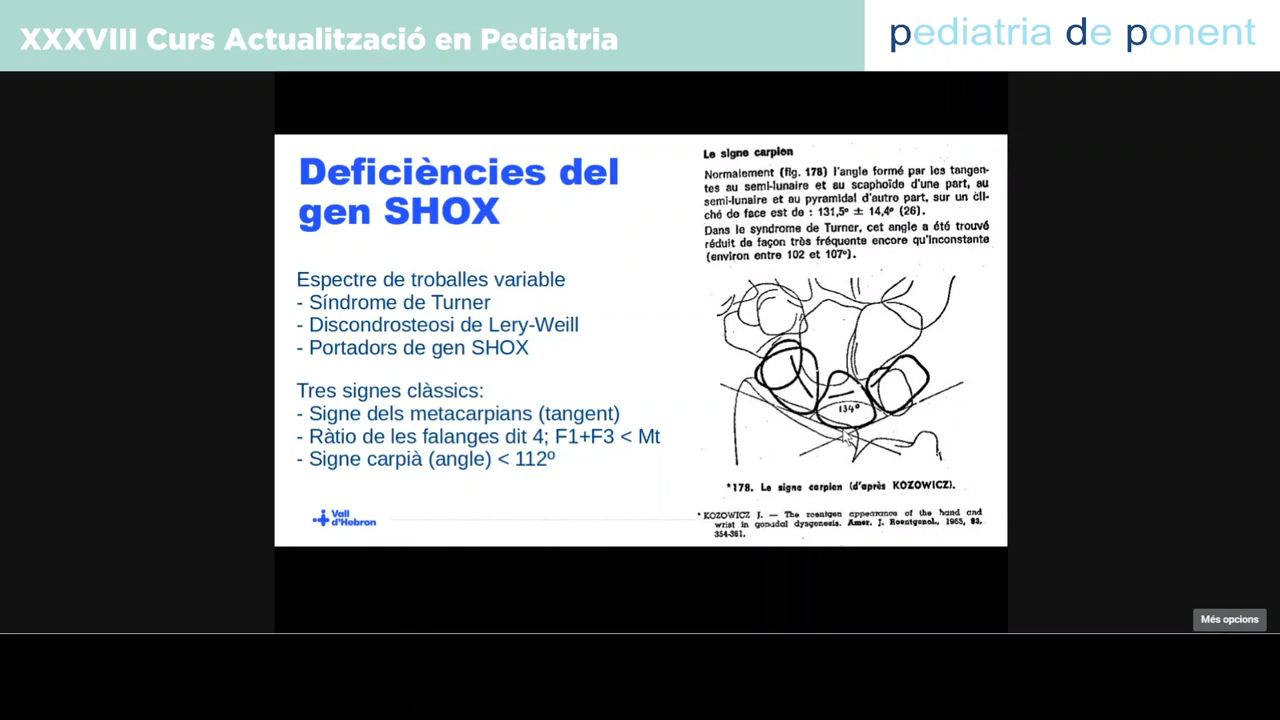 XXXVIII Curs Actualització en Pediatria
pediatria de ponent
Deficiències del
gen SHOX
Espectre de troballes variable
- Síndrome de Turner
- Discondrosteosi de Lery-Weill
- Portadors de gen SHOX
Tres signes clàssics:
- Signe dels metacarpians (tangent)
- Ràtio de les falanges dit 4; F1+F3 < Mt
- Signe carpià (angle) < 112º
Vall
d'Hebron
Le signe carpien
Normalement (fig. 178) l'angle formé par les tangen-
tes au semi-lunaire et au scaphoïde d'une part, au
semi-lunaire et au pyramidal d'autre part, sur un cli-
ché de face est de : 131,5º ± 14,4º (26).
Dans le syndrome de Turner, cet angle a été trouvé
réduit de façon très fréquente encore qu'inconstante
(environ entre 102 et 107º).
134º
*178. Le signe carpien (d'après KOZOWICZ).
* KOZOWICZ J. — The roentgen appearance of the hand and
wrist in gonadal dysgenesis. Amer. J. Roentgenol., 1965, 93,
354-361.
Més opcions